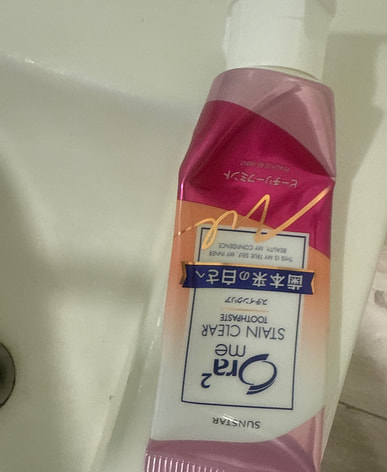 SUNSTAR
Ora²
me
STAIN CLEAR
TOOTHPASTE
ステインクリア
歯本来の白さへ
THIS IS MY TRUE SELF, MY INNER
BEAUTY, MY CONFIDENCE.
ピーチリーフミント